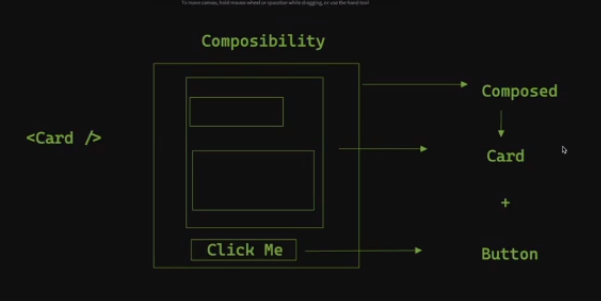 To move canvas, hold mouse wheel or spacebar while dragging, or use the hand tool
Composibility
<Card />
Composed
Card
+
Click Me
Button